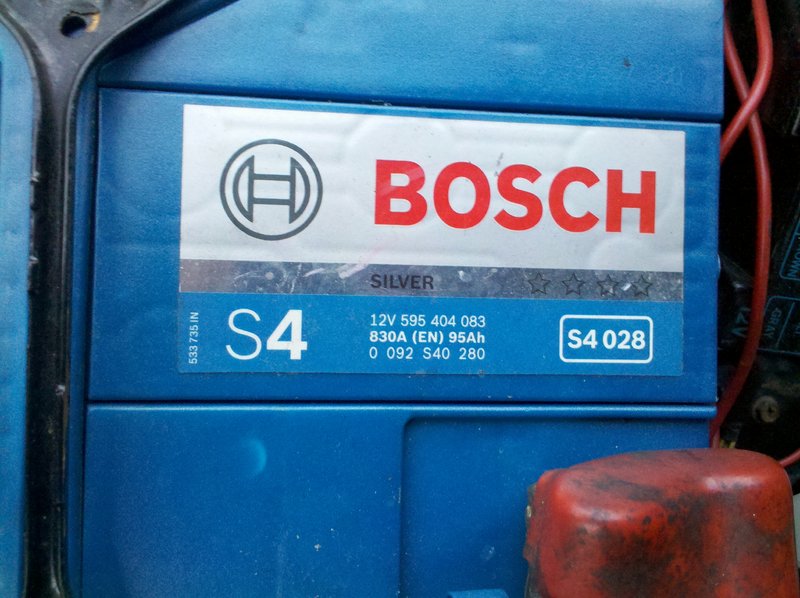 BOSCH
SILVER
S4
12V 595 404 083
830A (EN) 95Ah
0 092 S40 280
S4 028
533 735 IN